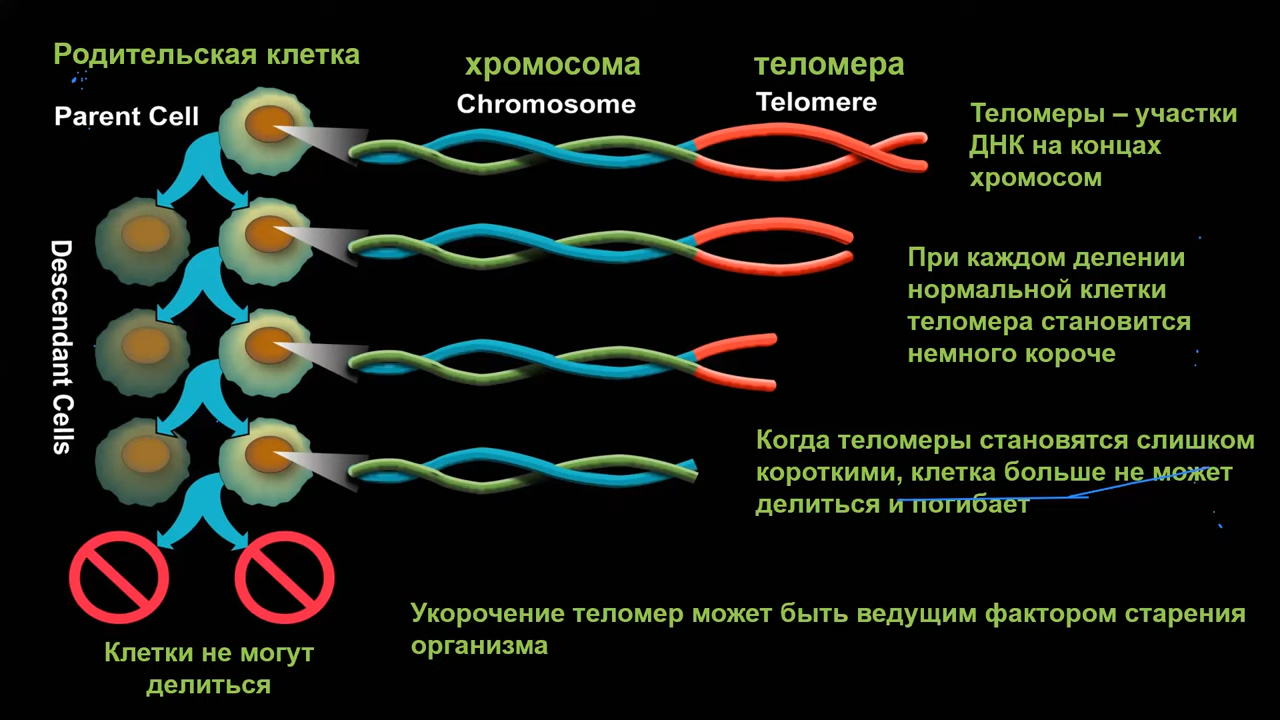 Родительская клетка
Parent Cell
хромосома
Chromosome
теломера
Telomere
Теломеры – участки
ДНК на концах
хромосом
Descendant Cells
При каждом делении
нормальной клетки
теломера становится
немного короче
Когда теломеры становятся слишком
короткими, клетка больше не может
делиться и погибает
Укорочение теломер может быть ведущим фактором старения
организма
Клетки не могут
делиться